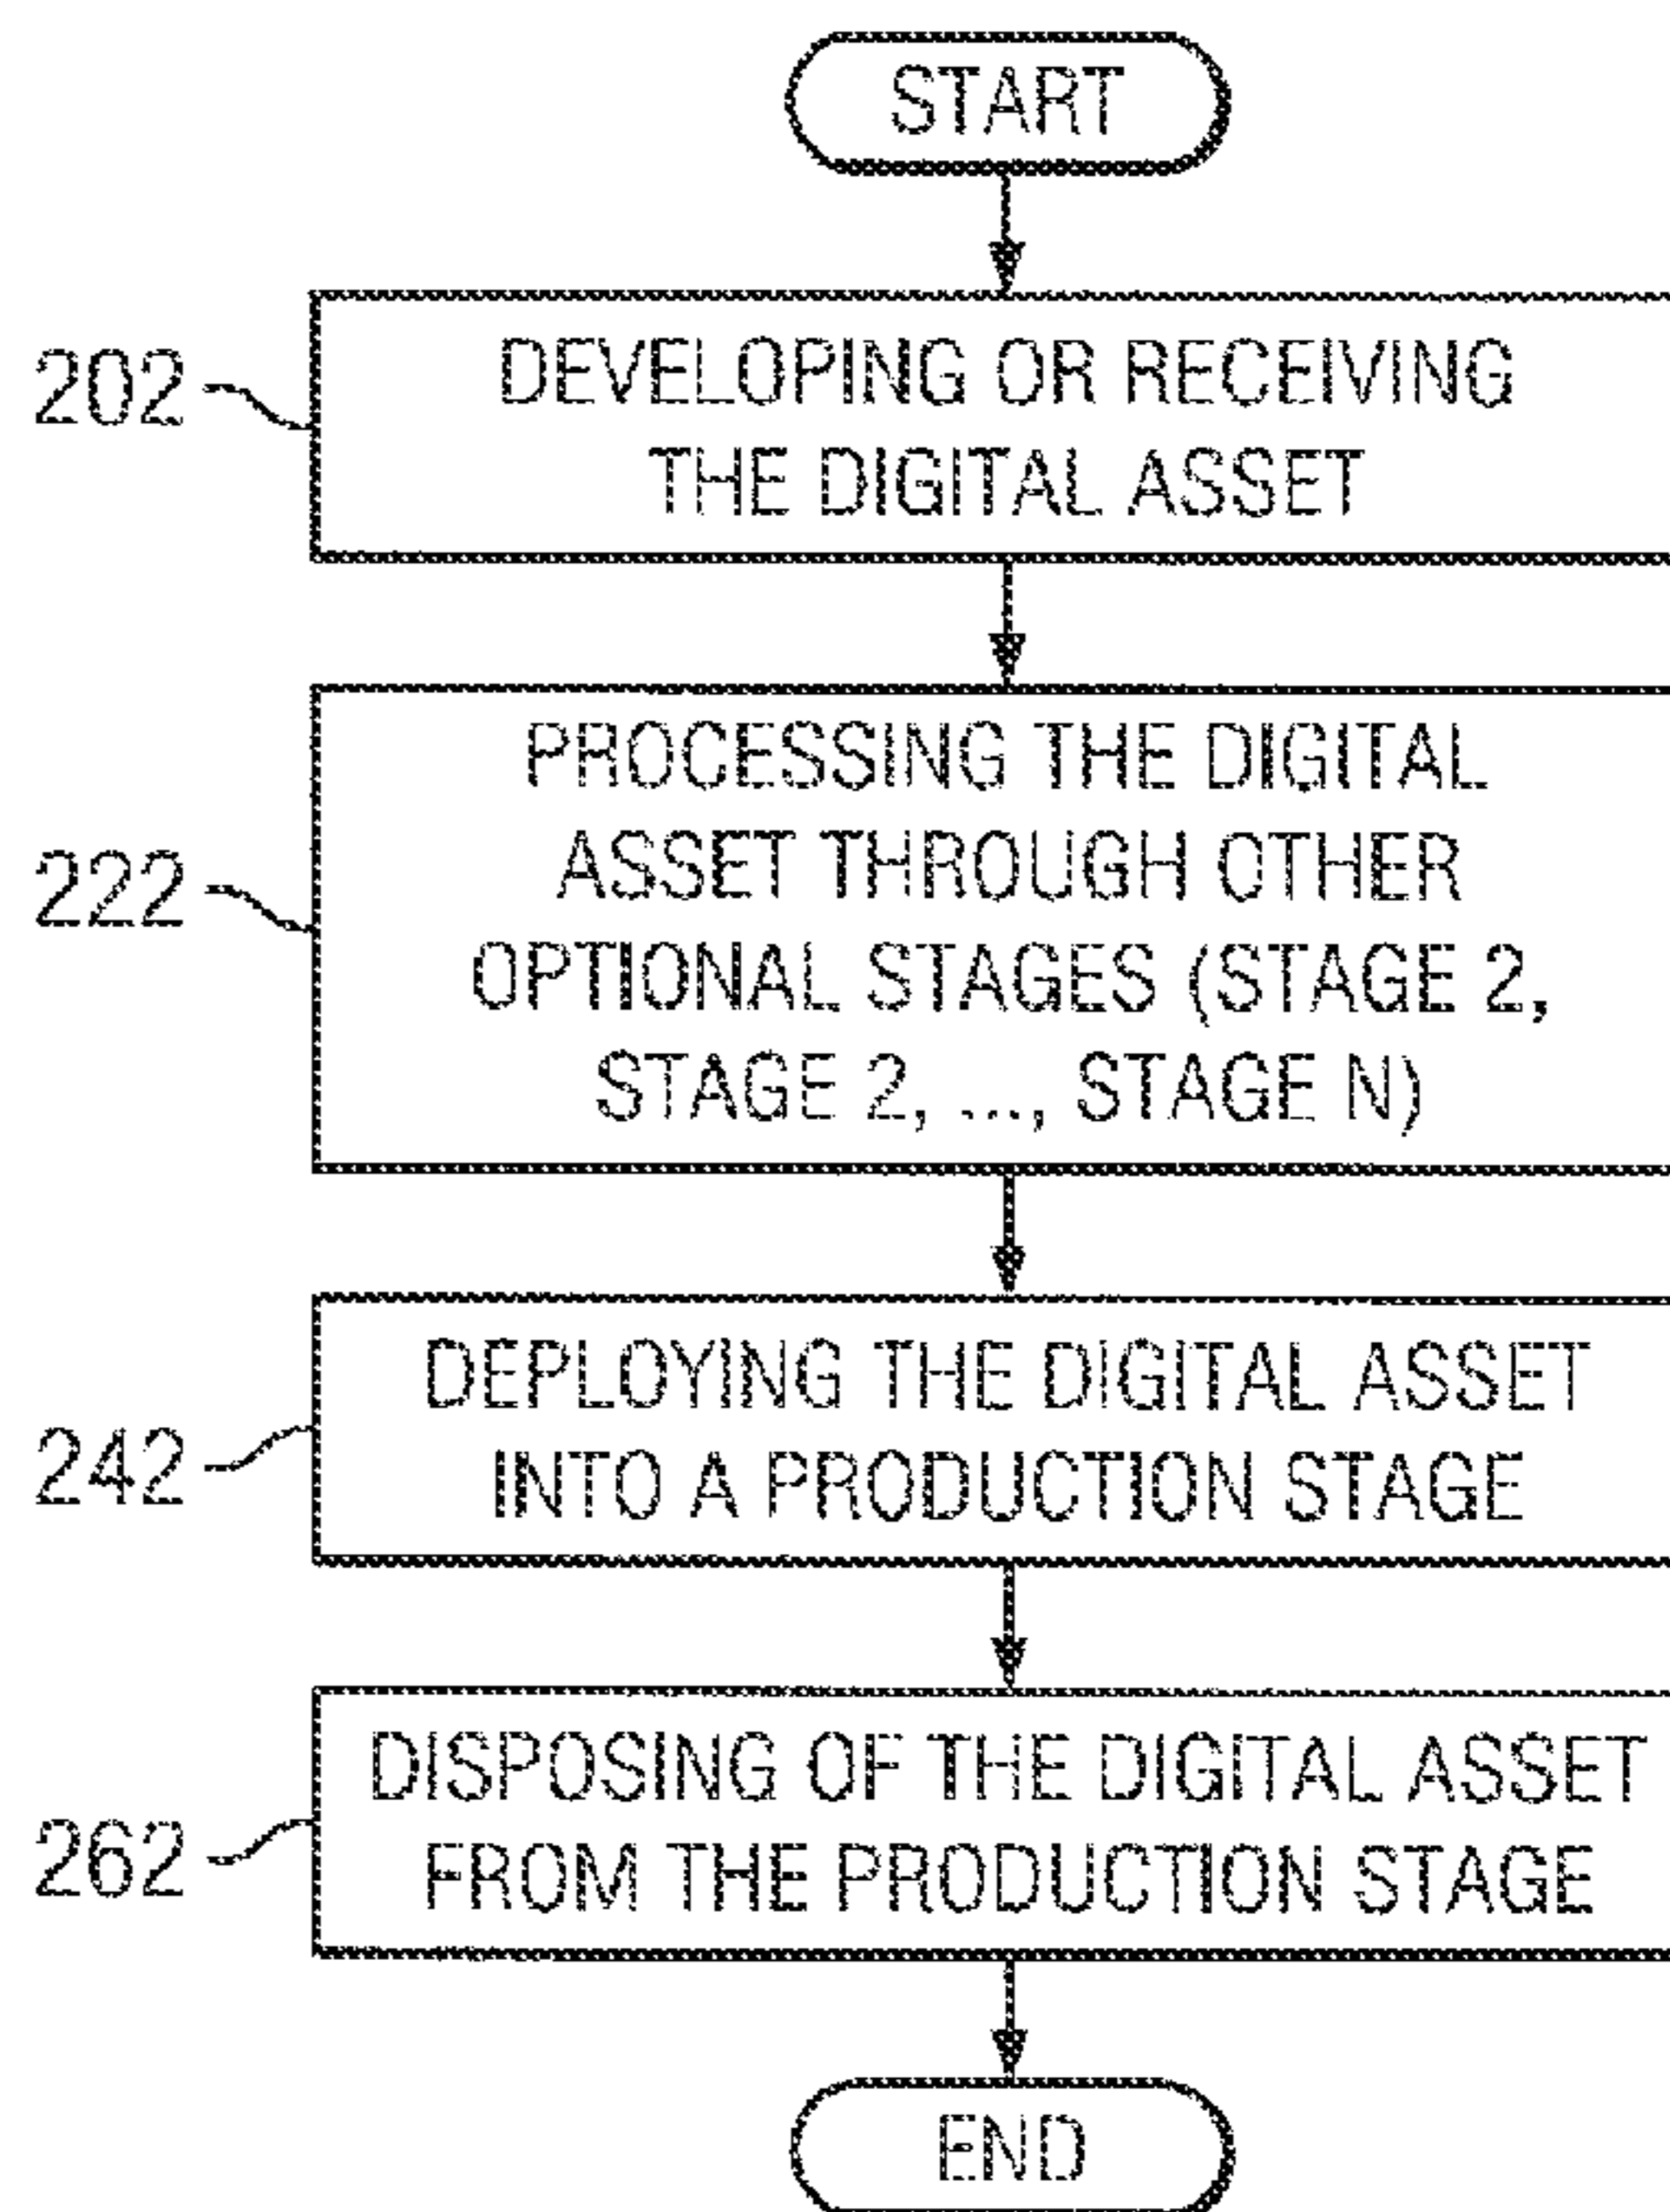 START
202
DEVELOPING OR RECEIVING
THE DIGITAL ASSET
222
PROCESSING THE DIGITAL
ASSET THROUGH OTHER
OPTIONAL STAGES (STAGE 2,
STAGE 2, ..., STAGE N)
242
DEPLOYING THE DIGITAL ASSET
INTO A PRODUCTION STAGE
262
DISPOSING OF THE DIGITAL ASSET
FROM THE PRODUCTION STAGE
END